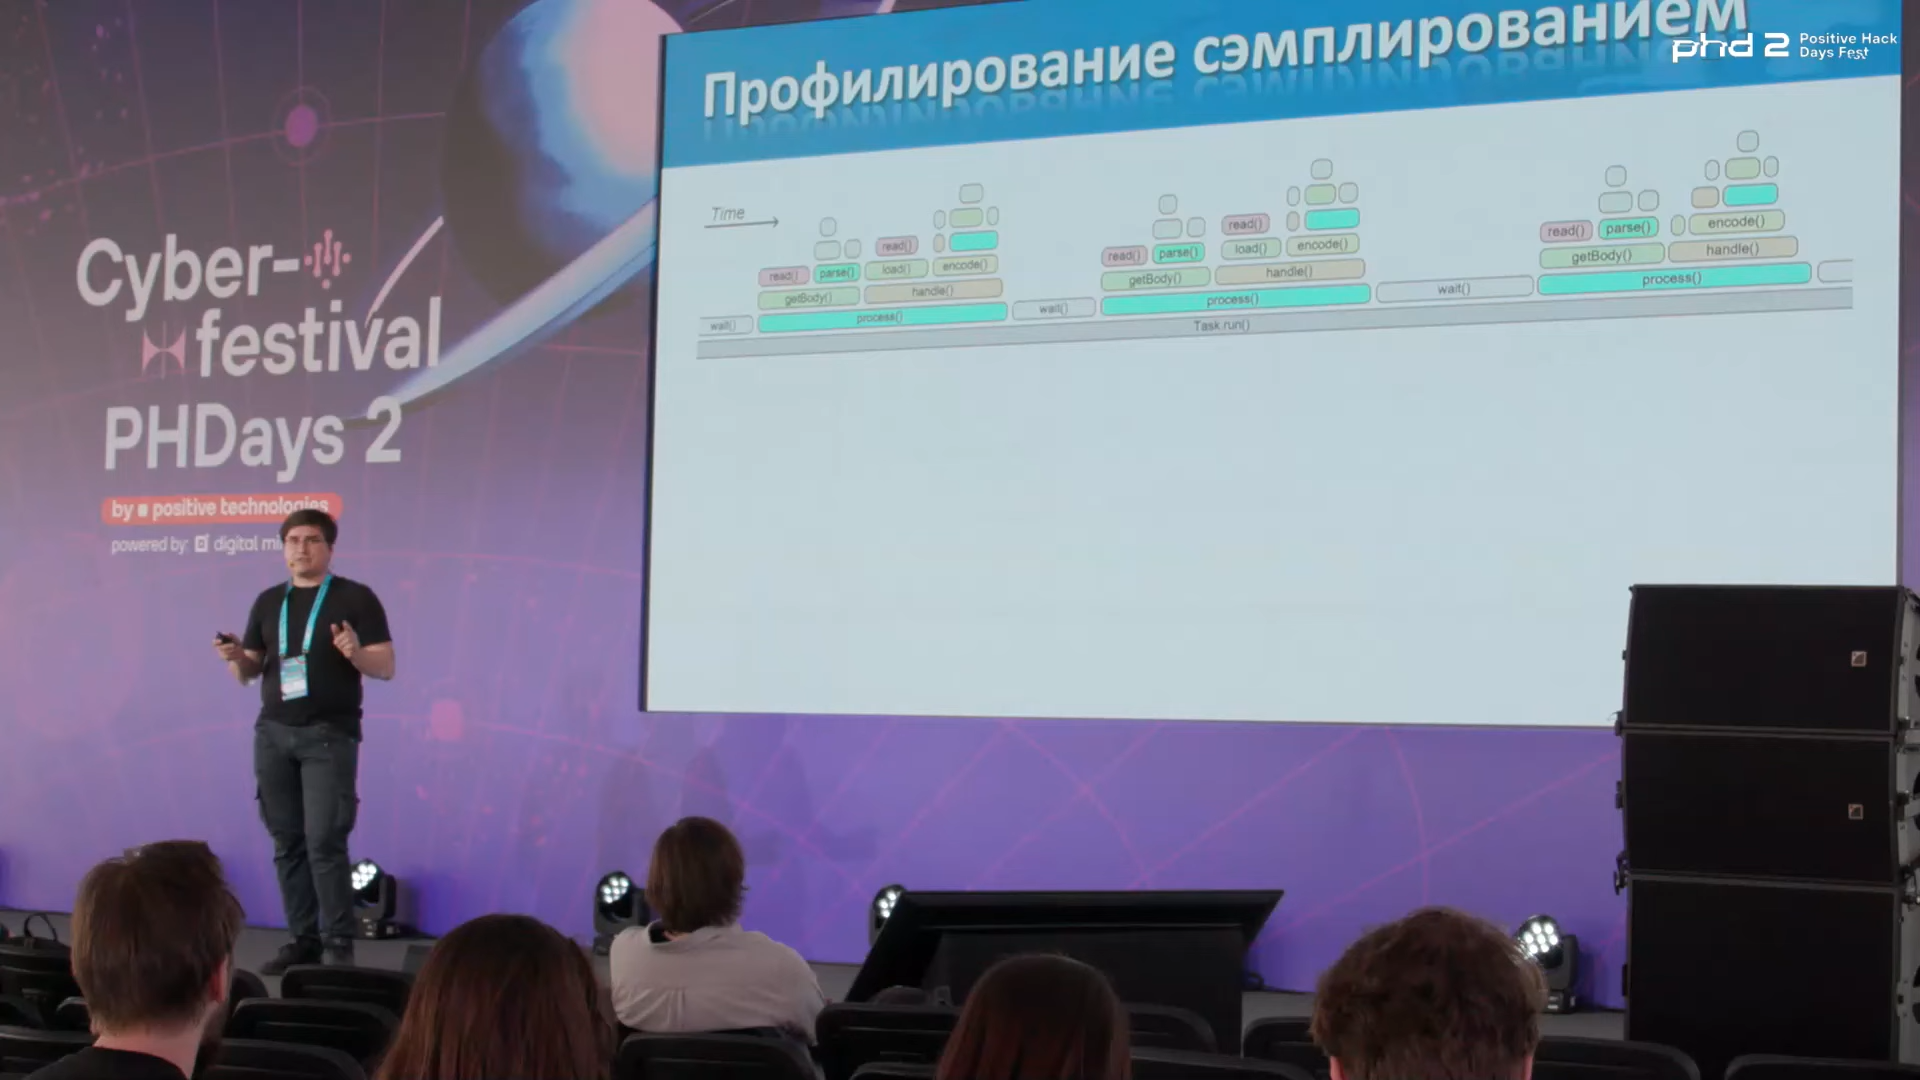 Cyber-
festival
PHDays 2
by positive technologies
powered by: digital mi
Профилирование сэмплированием
phd 2 Positive Hack
Days Fest
Time
read() parse() read() load() encode()
getBody() handle()
wait() process()
read() parse() read() load() encode()
getBody() handle()
wait() process()
read() parse() encode()
getBody() handle()
wait() process()
Task.run()